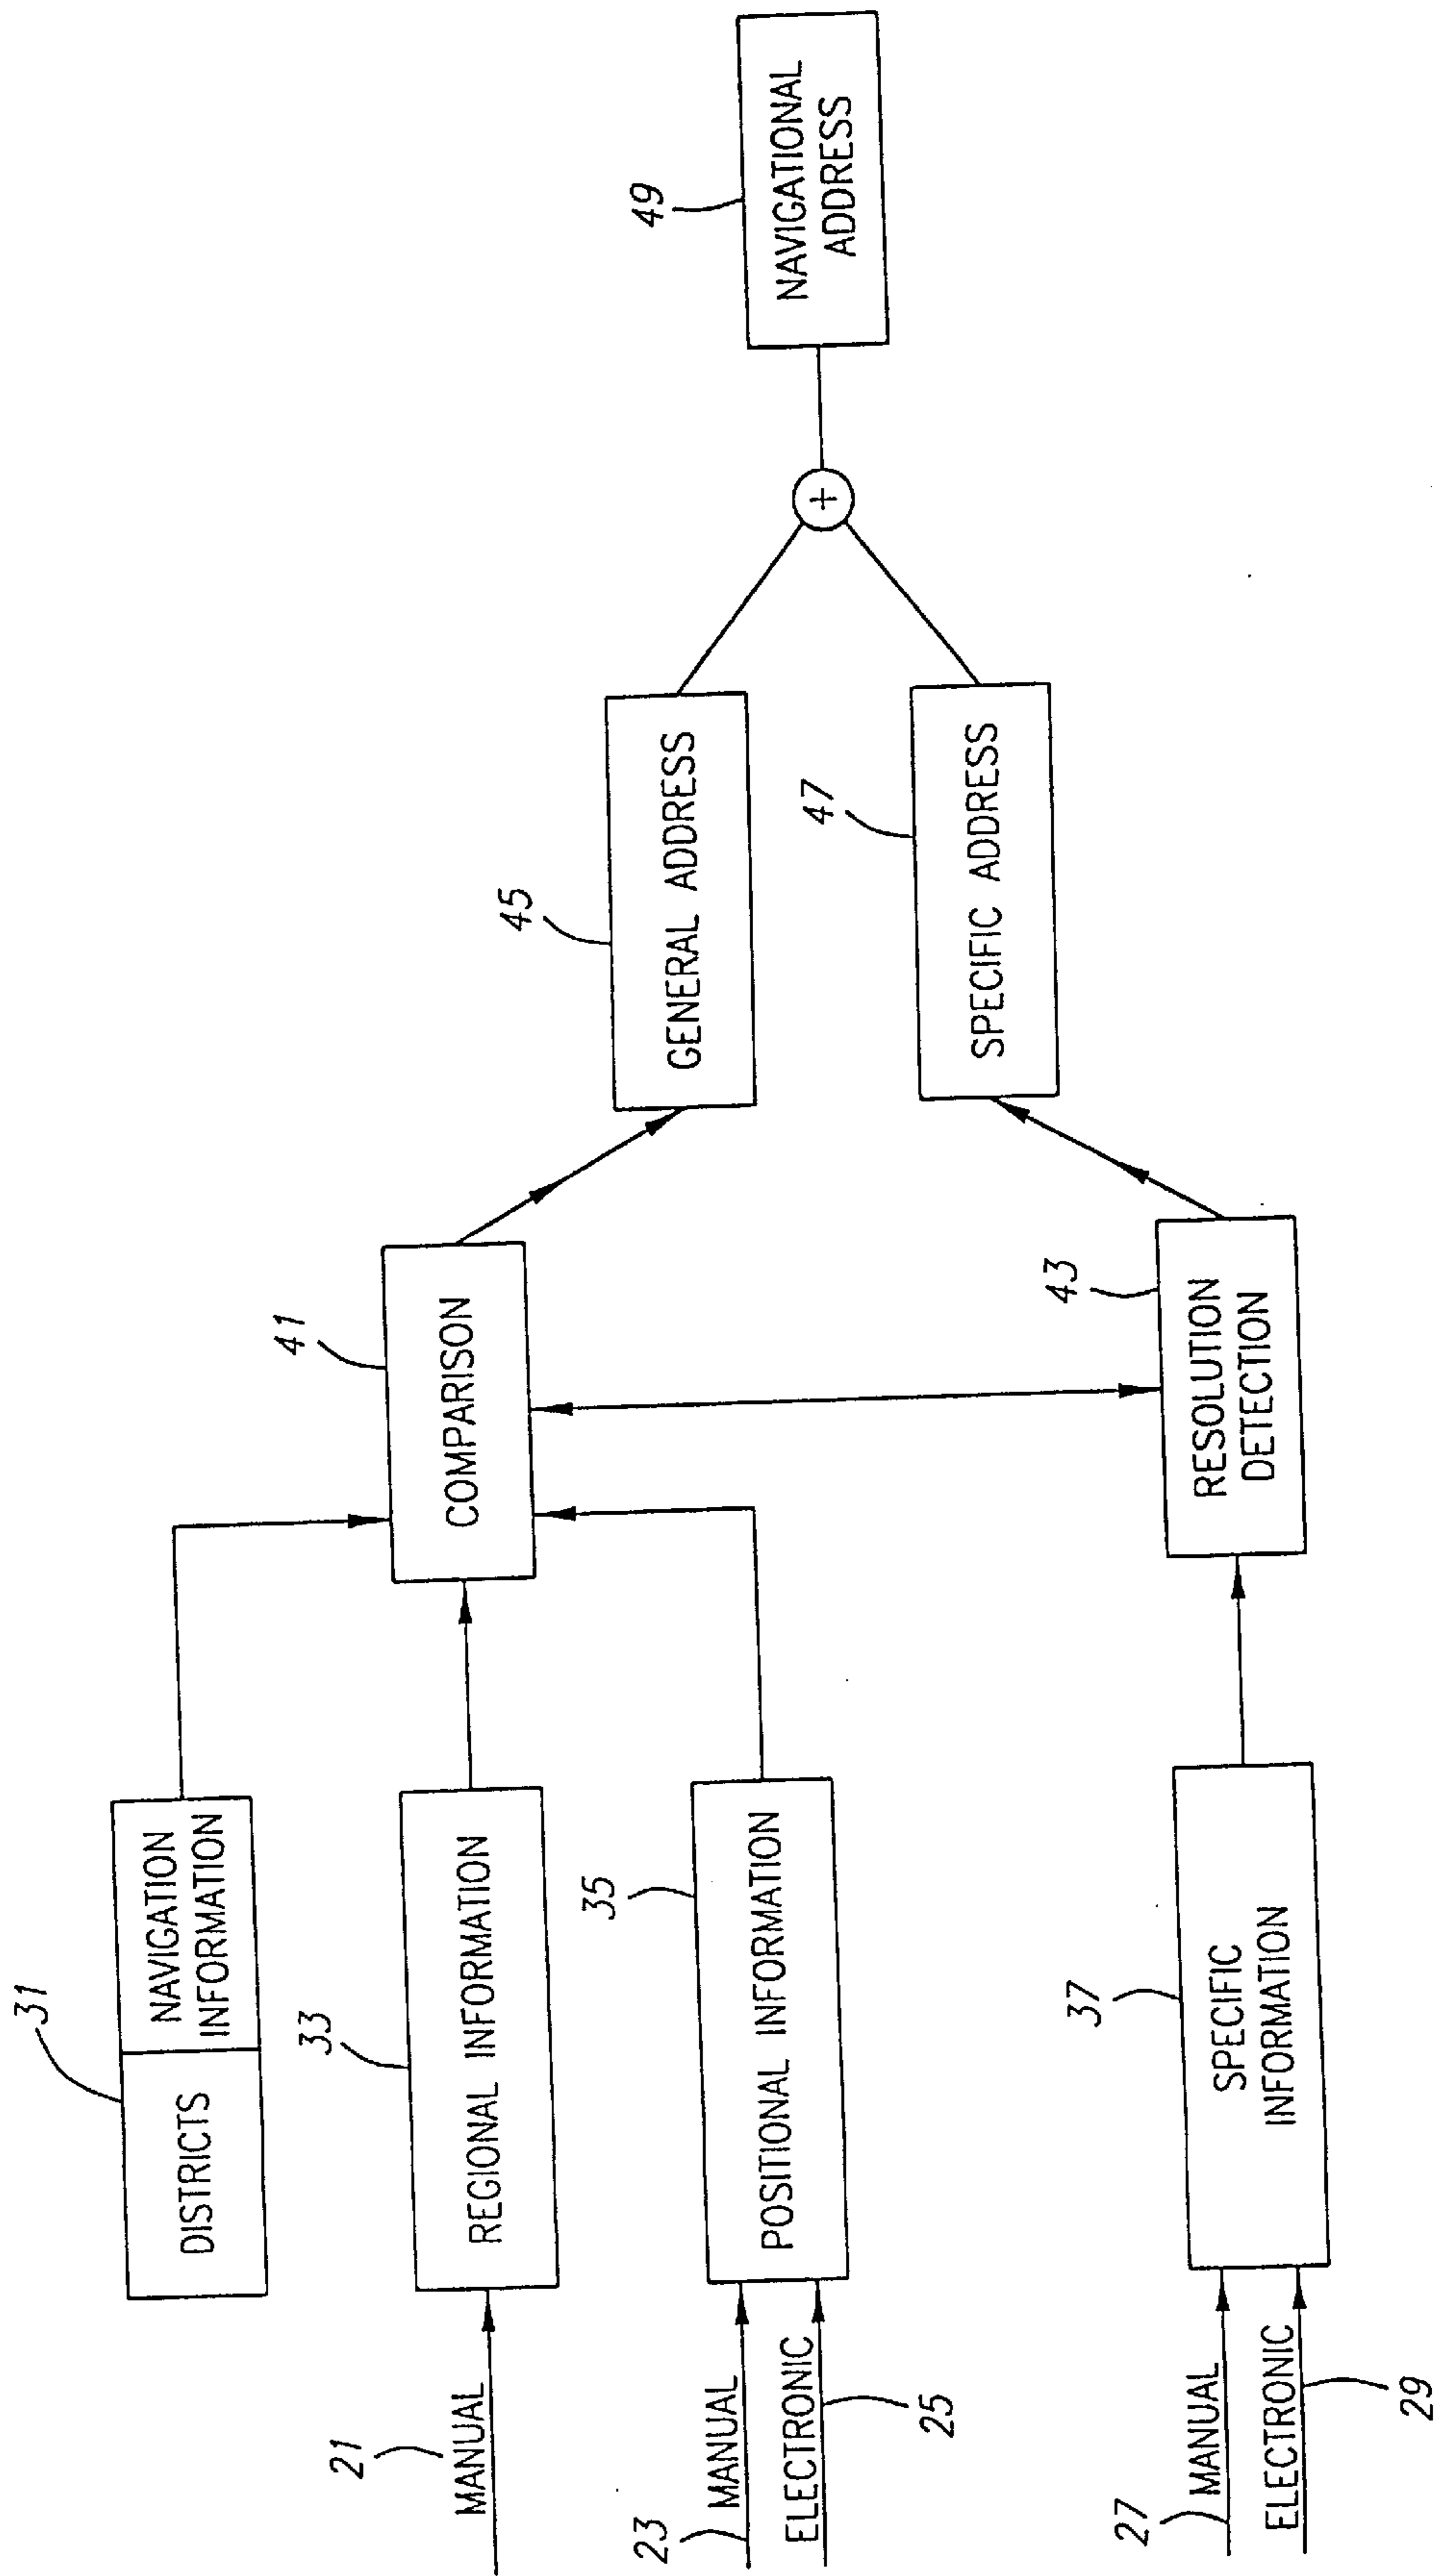 31
DISTRICTS
NAVIGATION
INFORMATION
21
MANUAL
33
REGIONAL INFORMATION
41
COMPARISON
23
MANUAL
ELECTRONIC
25
35
POSITIONAL INFORMATION
45
GENERAL ADDRESS
49
NAVIGATIONAL
ADDRESS
+
47
SPECIFIC ADDRESS
27
MANUAL
ELECTRONIC
29
37
SPECIFIC
INFORMATION
43
RESOLUTION
DETECTION